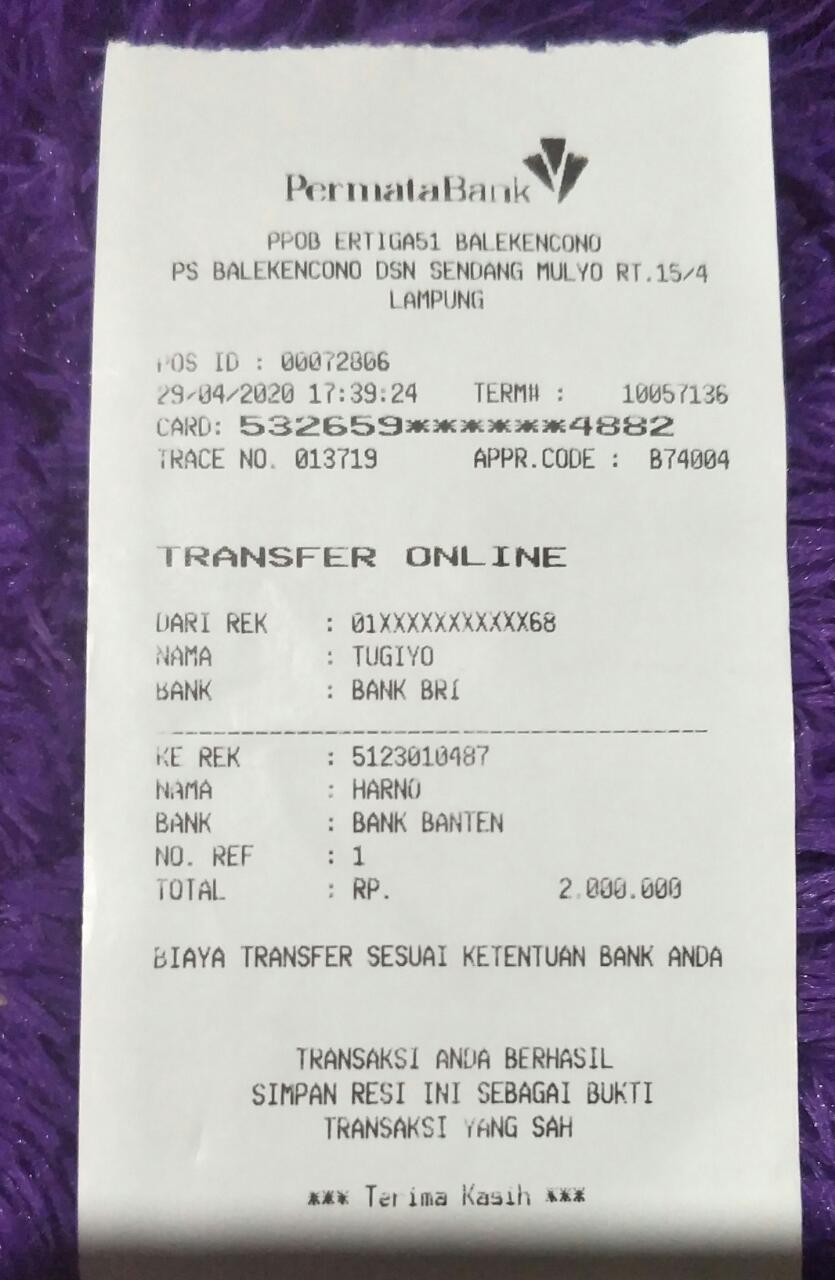 PermataBank
PPOB ERTIGA51 BALEKENCONO
PS BALEKENCONO DSN SENDANG MULYO RT.15/4
LAMPUNG
POS ID : 00072806
29/04/2020 17:39:24 TERM# : 10057136
CARD: 532659******4882
TRACE NO. 013719 APPR.CODE : B74004
TRANSFER ONLINE
DARI REK : 01XXXXXXXXXXX68
NAMA : TUGIYO
BANK : BANK BRI
KE REK : 5123010487
NAMA : HARNO
BANK : BANK BANTEN
NO. REF : 1
TOTAL : RP. 2.000.000
BIAYA TRANSFER SESUAI KETENTUAN BANK ANDA
TRANSAKSI ANDA BERHASIL
SIMPAN RESI INI SEBAGAI BUKTI
TRANSAKSI YANG SAH
*** Terima Kasih ***